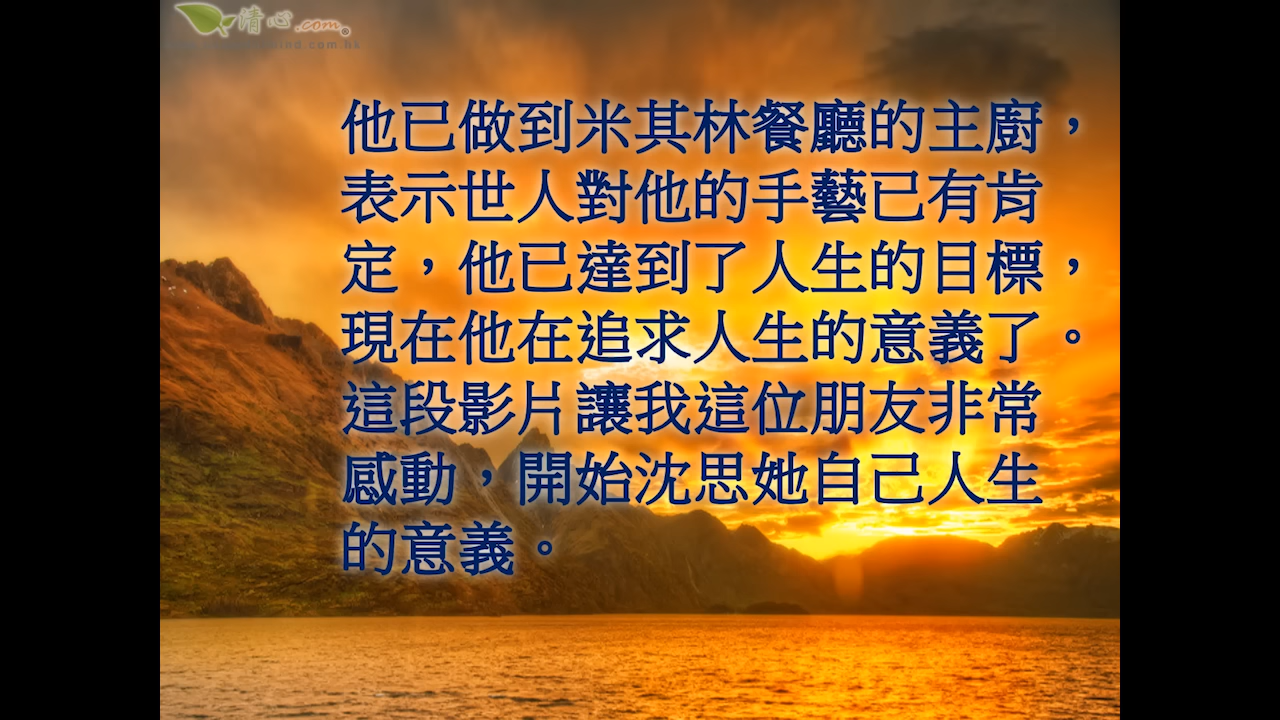 清心.com®
他已做到米其林餐廳的主廚，
表示世人對他的手藝已有肯
定，他已達到了人生的目標，
現在他在追求人生的意義了。
這段影片讓我這位朋友非常
感動，開始沈思她自己人生
的意義。